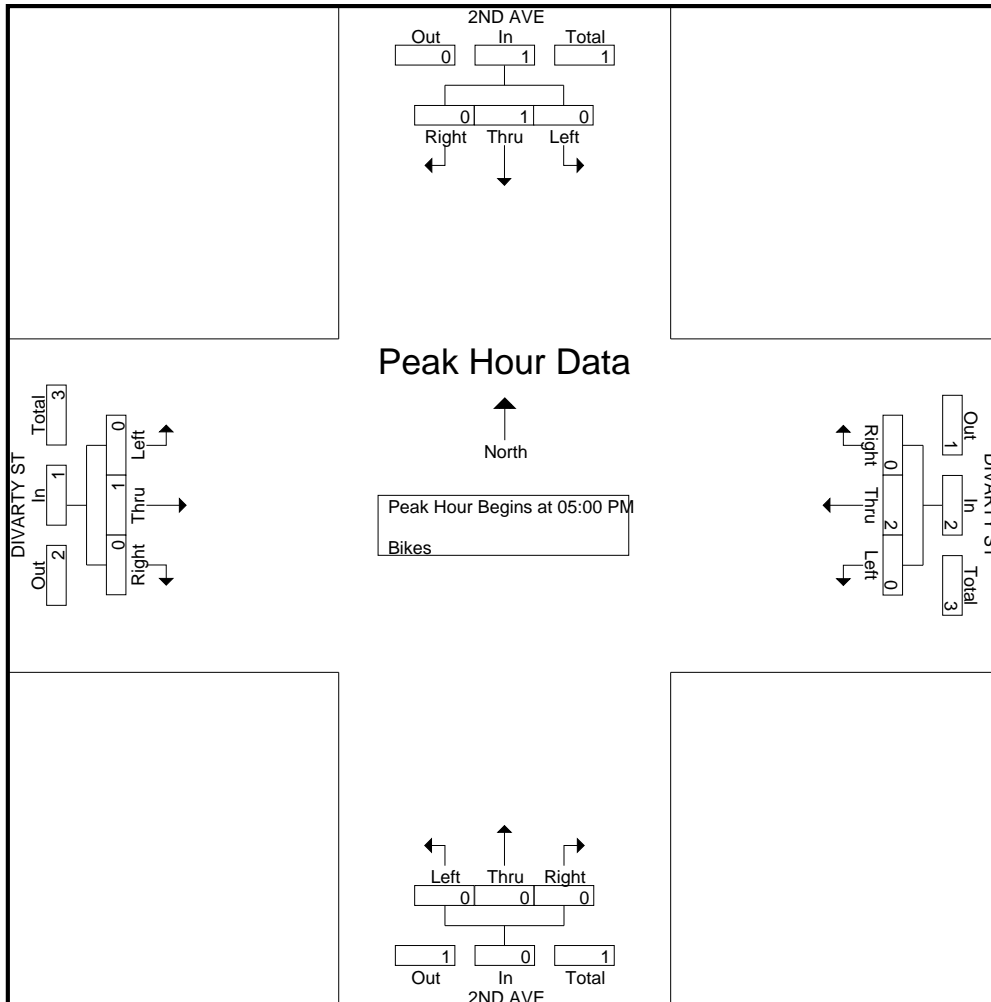 2ND AVE
Out In Total
0 1 1
0 1 0
Right Thru Left
Peak Hour Data
North
Peak Hour Begins at 05:00 PM
Bikes
DIVARTY ST
Out In Total
2 1 3
0 1 0
Left Thru Right
DIVARTY ST
Out In Total
1 2 3
0 2 0
Right Thru Left
Left Thru Right
0 0 0
1 0 1
Out In Total
2ND AVE